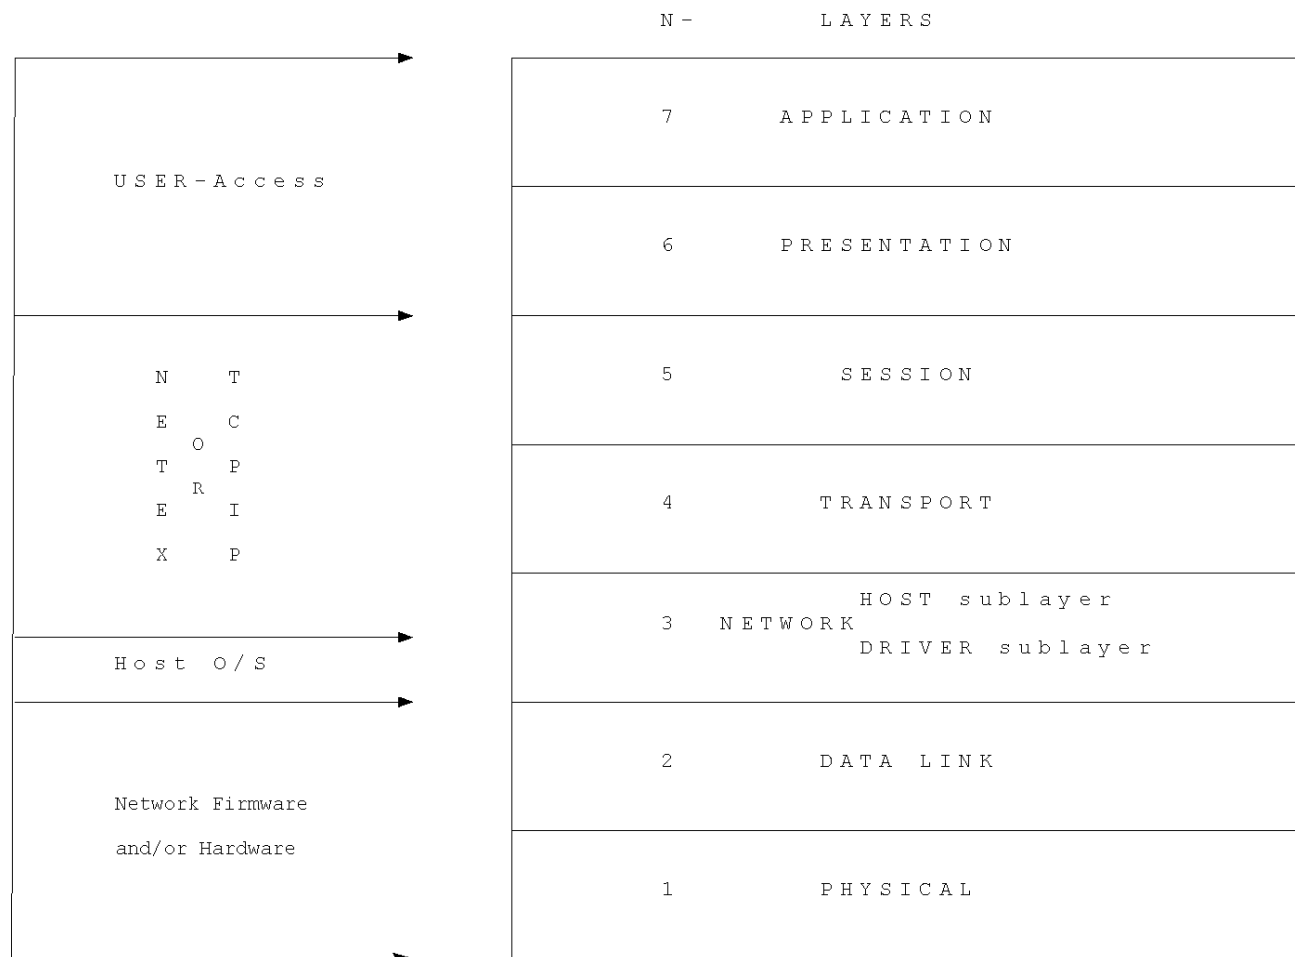 N- LAYERS
7 APPLICATION
USER-Access
6 PRESENTATION
5 SESSION
N T
E C
O
T P
R
E I
X P
4 TRANSPORT
HOST sublayer
3 NETWORK
DRIVER sublayer
Host O/S
2 DATA LINK
Network Firmware
and/or Hardware
1 PHYSICAL